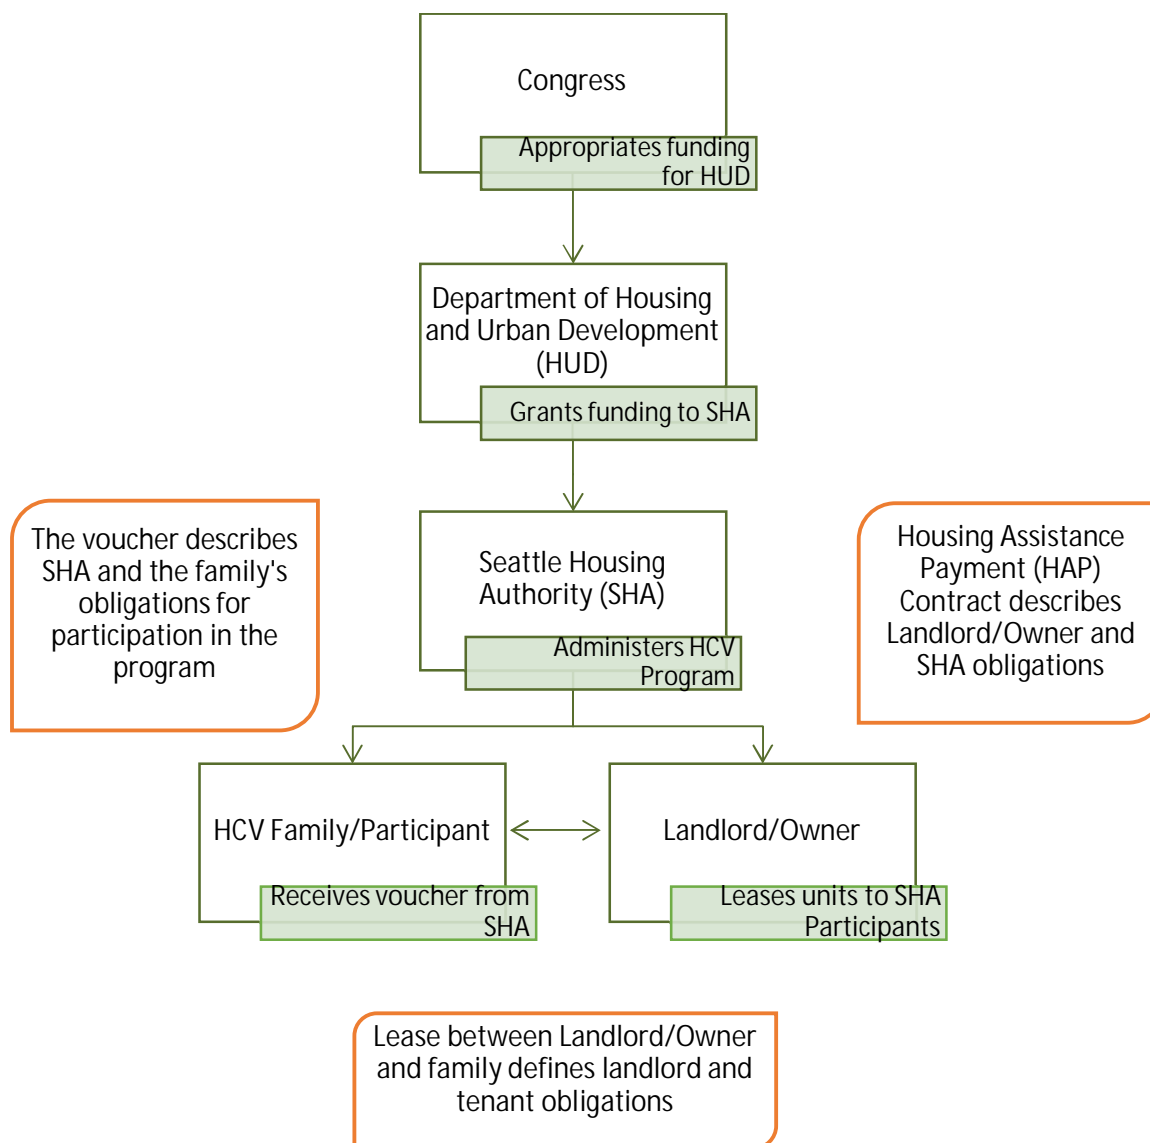 Congress
Appropriates funding
for HUD
Department of Housing
and Urban Development
(HUD)
Grants funding to SHA
The voucher describes
SHA and the family's
obligations for
participation in the
program
Seattle Housing
Authority (SHA)
Administers HCV
Program
Housing Assistance
Payment (HAP)
Contract describes
Landlord/Owner and
SHA obligations
HCV Family/Participant
Receives voucher from
SHA
Landlord/Owner
Leases units to SHA
Participants
Lease between Landlord/Owner
and family defines landlord and
tenant obligations